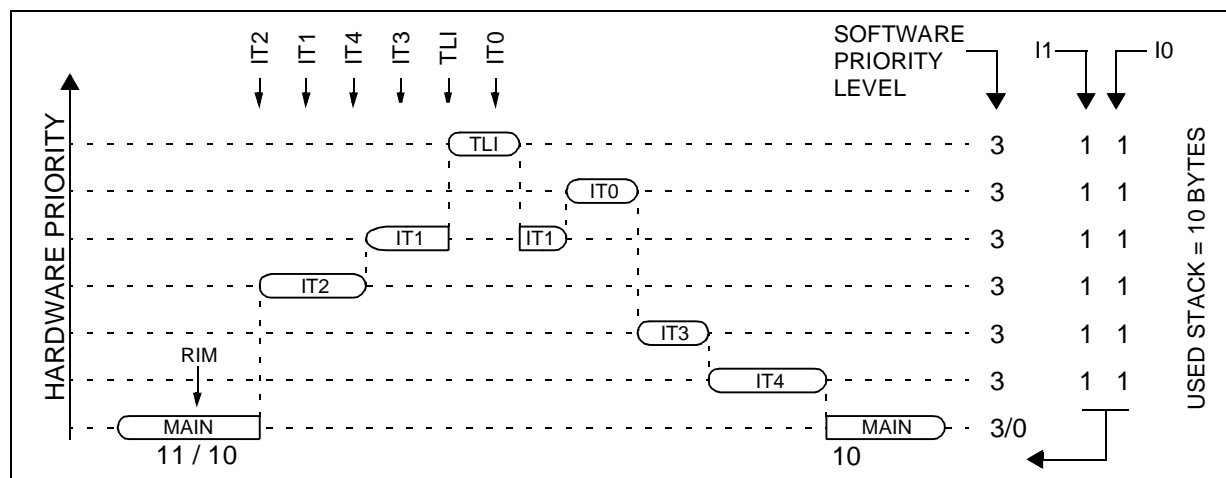 IT2
IT1
IT4
IT3
TLI
IT0
SOFTWARE
PRIORITY
LEVEL
I1
I0
HARDWARE PRIORITY
TLI
3
1 1
IT0
3
1 1
IT1
IT1
3
1 1
IT2
3
1 1
IT3
3
1 1
RIM
IT4
3
1 1
MAIN
MAIN
3/0
11 / 10
10
USED STACK = 10 BYTES